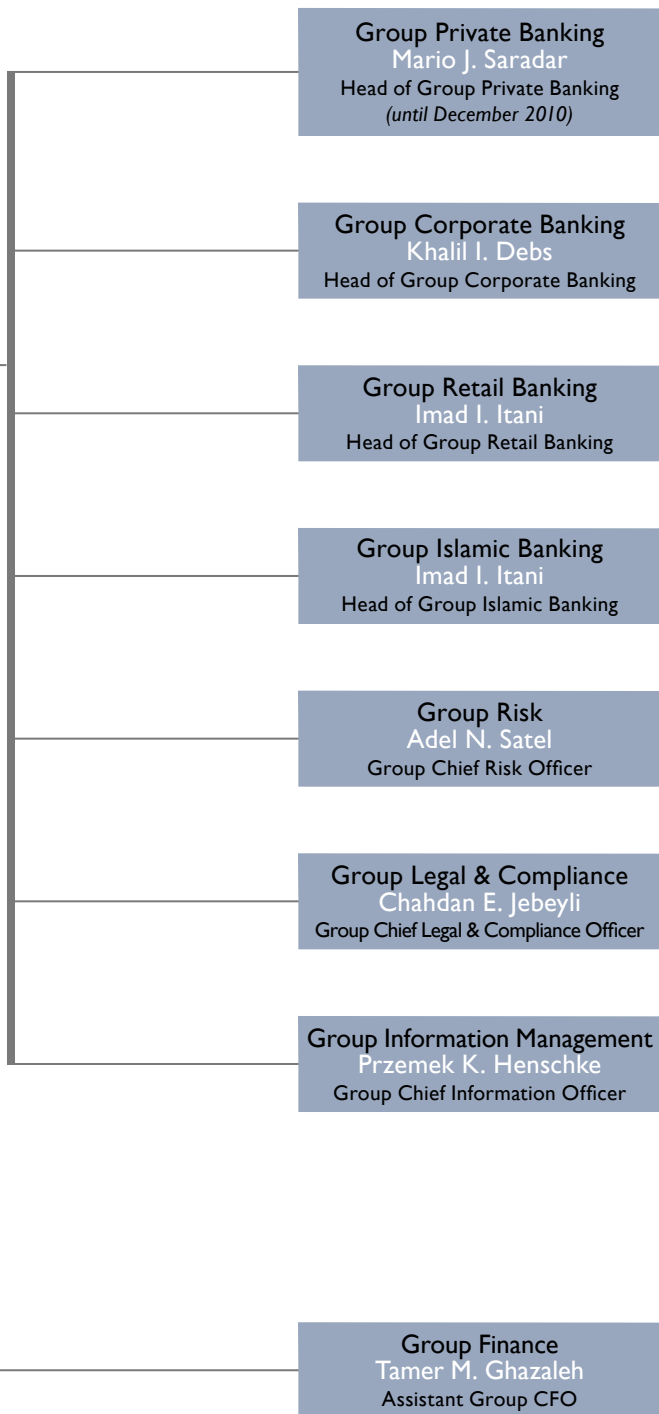 Group Private Banking
Mario J. Saradar
Head of Group Private Banking
(until December 2010)
Group Corporate Banking
Khalil I. Debs
Head of Group Corporate Banking
Group Retail Banking
Imad I. Itani
Head of Group Retail Banking
Group Islamic Banking
Imad I. Itani
Head of Group Islamic Banking
Group Risk
Adel N. Satel
Group Chief Risk Officer
Group Legal & Compliance
Chahdan E. Jebeyli
Group Chief Legal & Compliance Officer
Group Information Management
Przemek K. Henschke
Group Chief Information Officer
Group Finance
Tamer M. Ghazaleh
Assistant Group CFO